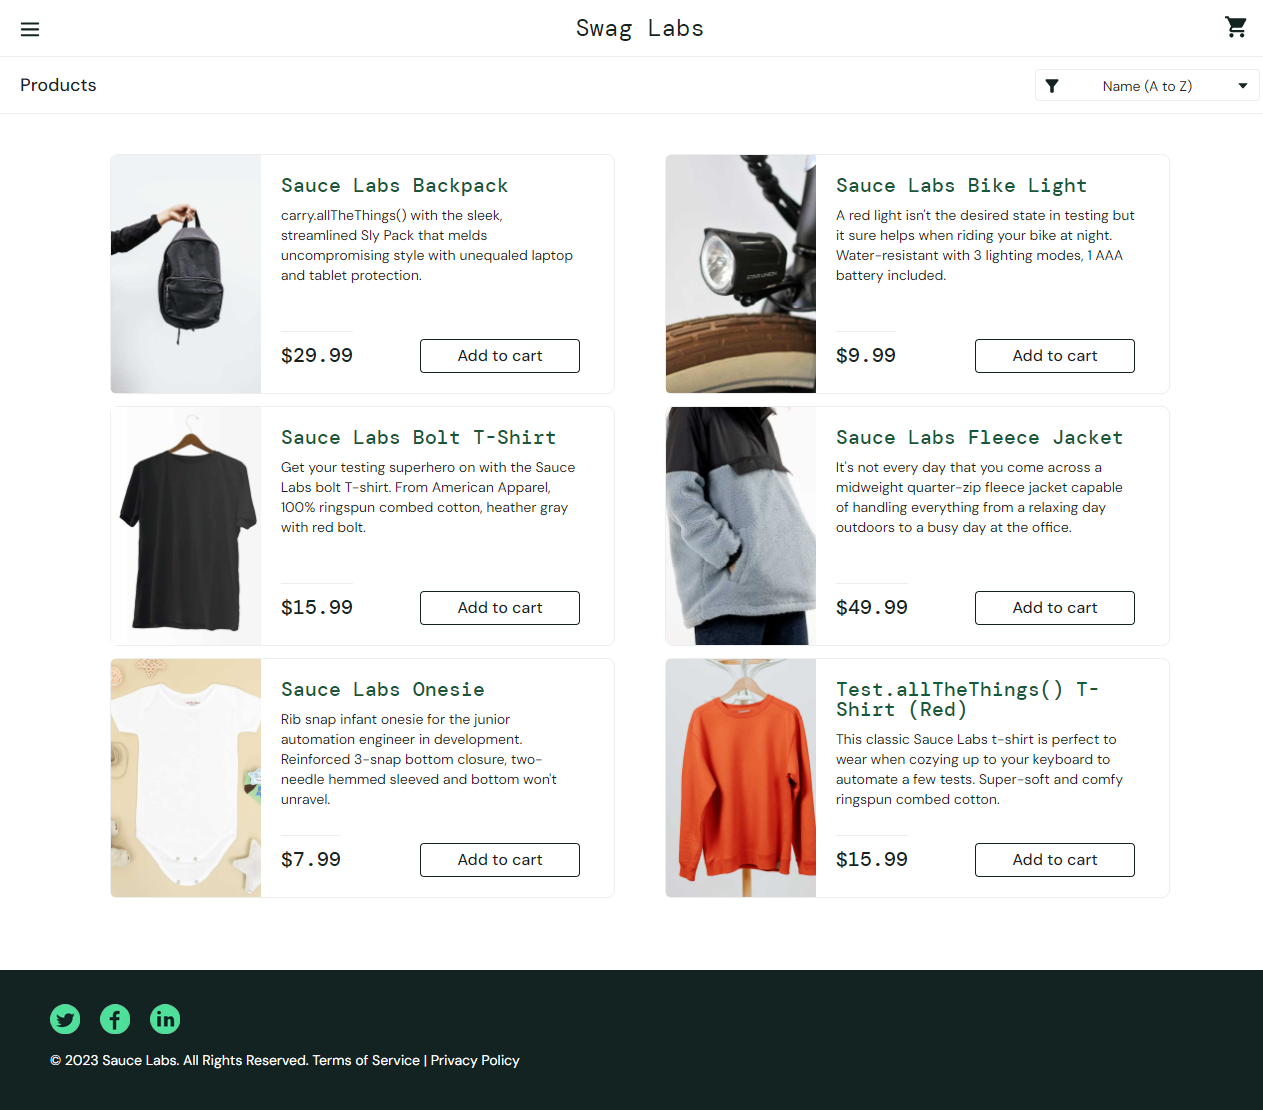 Swag Labs
Products
Name (A to Z)
Sauce Labs Backpack
carry.allTheThings() with the sleek,
streamlined Sly Pack that melds
uncompromising style with unequaled laptop
and tablet protection.
$29.99
Add to cart
Sauce Labs Bike Light
A red light isn't the desired state in testing but
it sure helps when riding your bike at night.
Water-resistant with 3 lighting modes, 1 AAA
battery included.
$9.99
Add to cart
Sauce Labs Bolt T-Shirt
Get your testing superhero on with the Sauce
Labs bolt T-shirt. From American Apparel,
100% ringspun combed cotton, heather gray
with red bolt.
$15.99
Add to cart
Sauce Labs Fleece Jacket
It's not every day that you come across a
midweight quarter-zip fleece jacket capable
of handling everything from a relaxing day
outdoors to a busy day at the office.
$49.99
Add to cart
Sauce Labs Onesie
Rib snap infant onesie for the junior
automation engineer in development.
Reinforced 3-snap bottom closure, two-
needle hemmed sleeved and bottom won't
unravel.
$7.99
Add to cart
Test.allTheThings() T-
Shirt (Red)
This classic Sauce Labs t-shirt is perfect to
wear when cozying up to your keyboard to
automate a few tests. Super-soft and comfy
ringspun combed cotton.
$15.99
Add to cart
© 2023 Sauce Labs. All Rights Reserved. Terms of Service | Privacy Policy